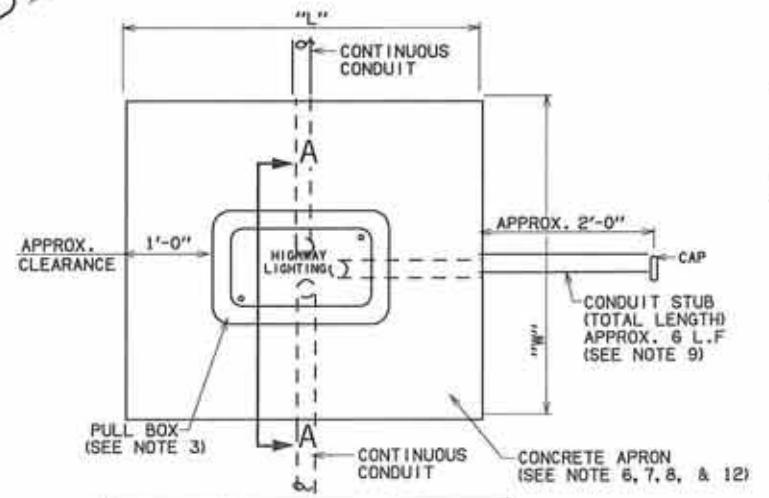 "L"
CONTINUOUS
CONDUIT
A
APPROX. 2'-0"
APPROX.
CLEARANCE
1'-0"
HIGHWAY
LIGHTING
CAP
CONDUIT STUB
(TOTAL LENGTH)
APPROX. 6 L.F
(SEE NOTE 9)
"W"
PULL BOX
(SEE NOTE 3)
A
CONTINUOUS
CONDUIT
CONCRETE APRON
(SEE NOTE 6, 7, 8, & 12)